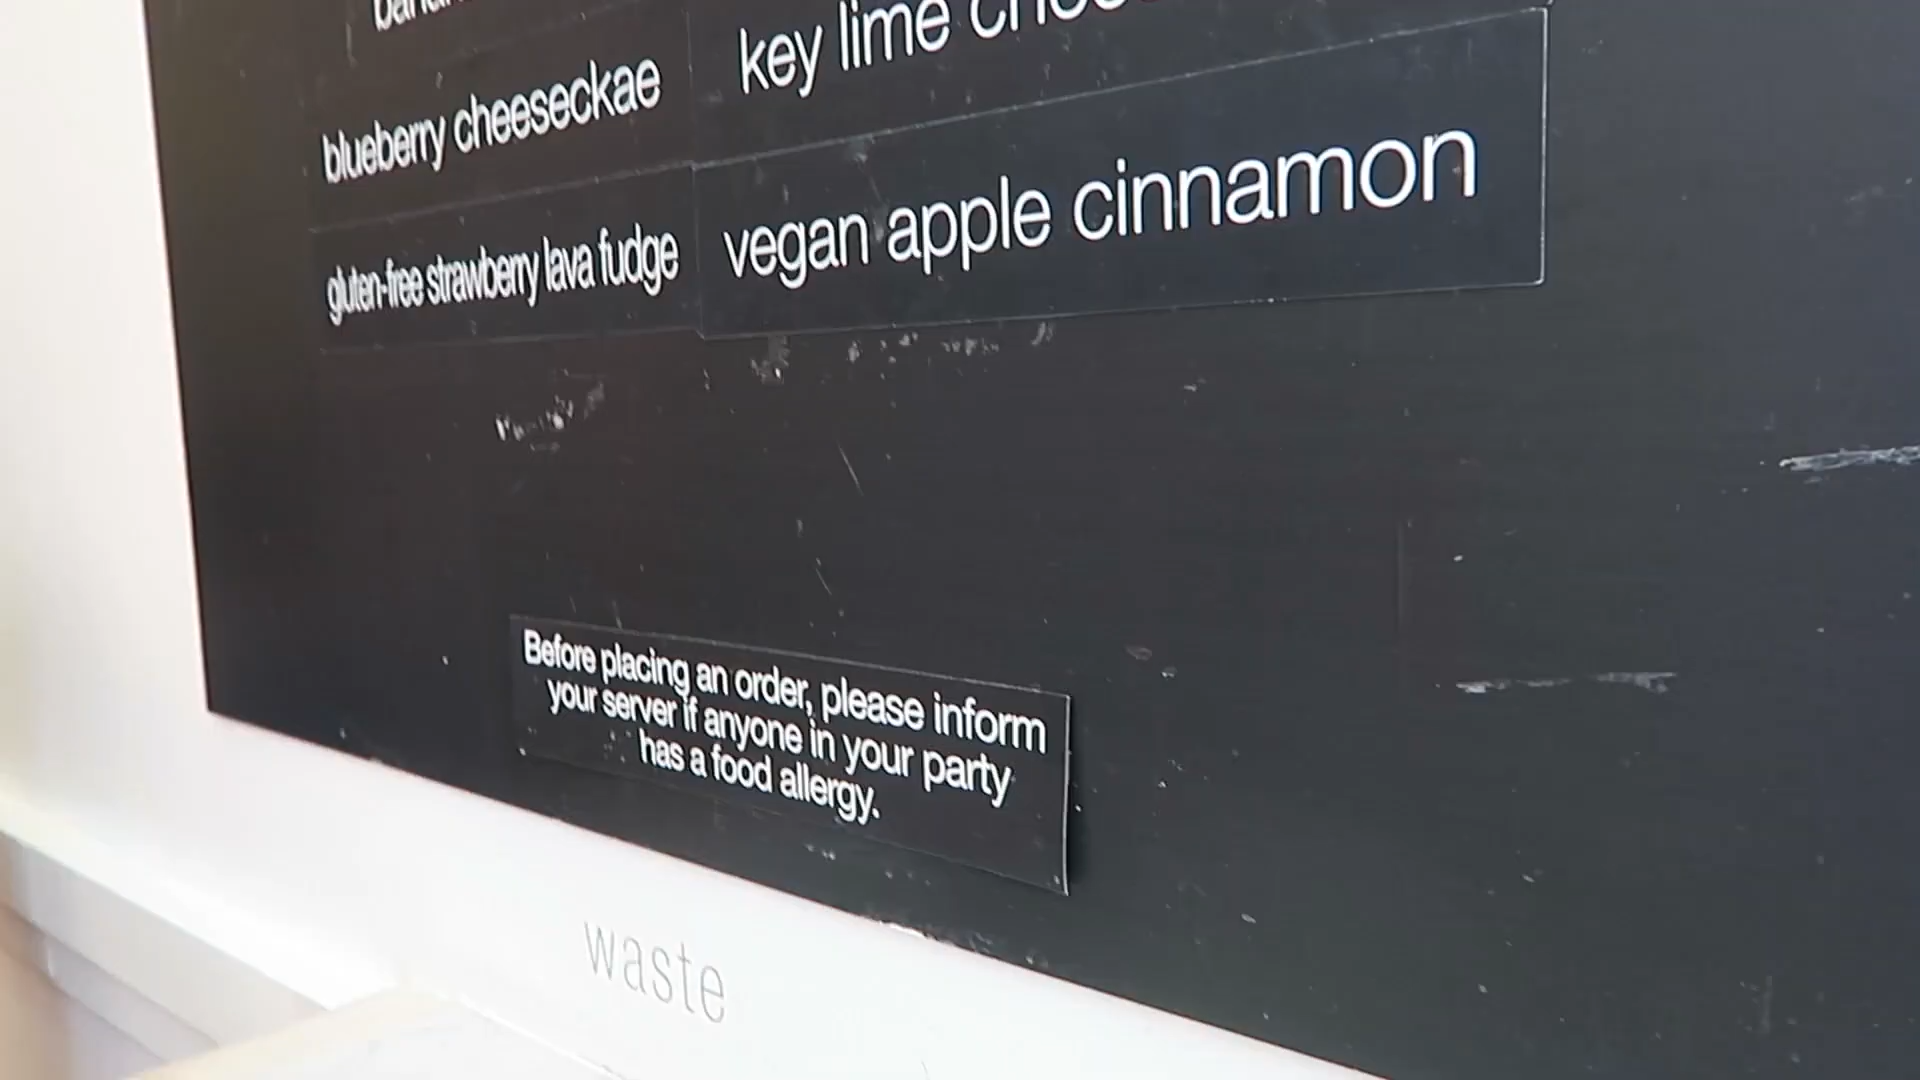 key lime
blueberry cheeseckae
vegan apple cinnamon
gluten-free strawberry lava fudge
Before placing an order, please inform
your server if anyone in your party
has a food allergy.
waste